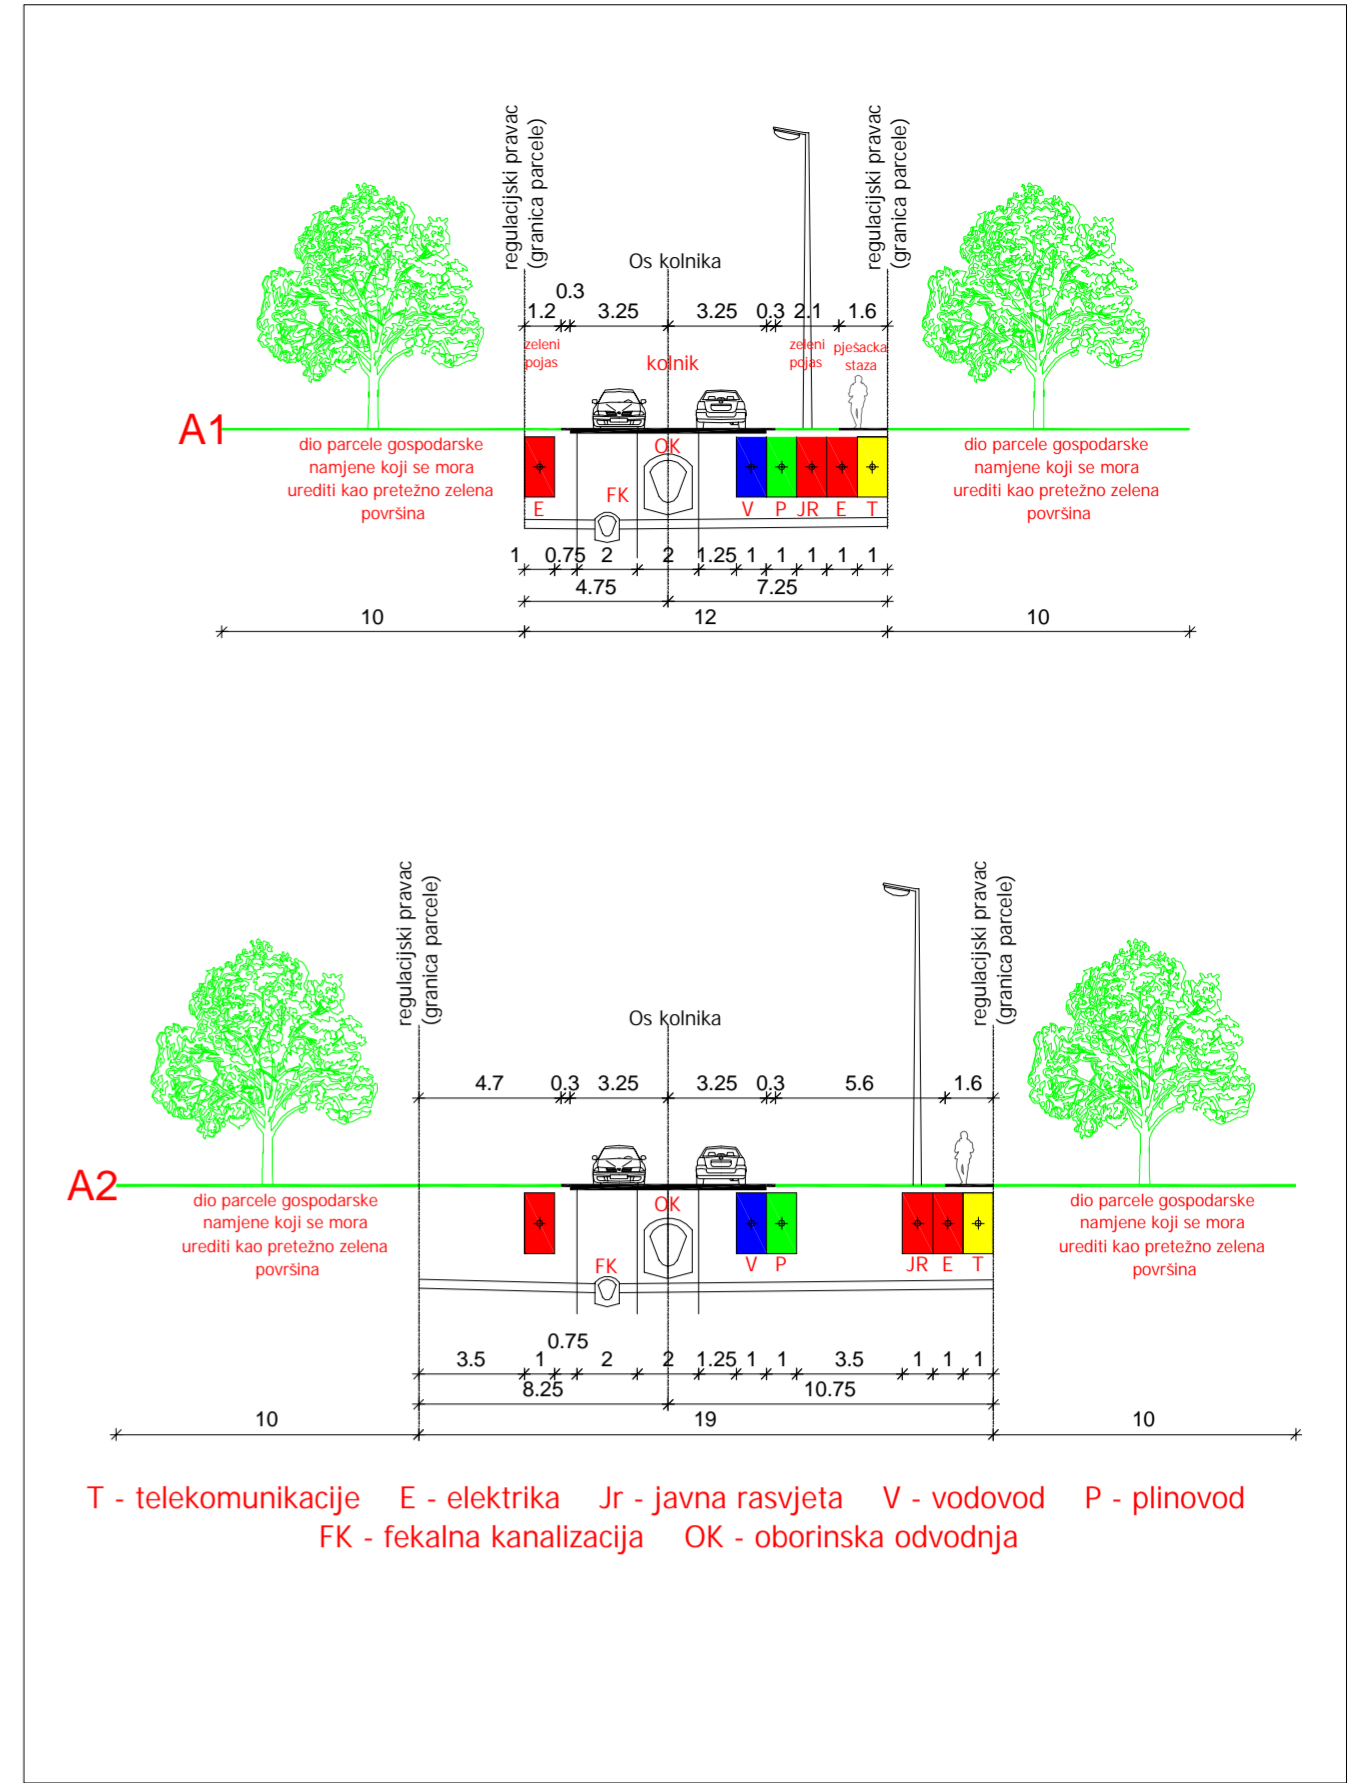 regulacijski pravac
(granica parcele)
regulacijski pravac
(granica parcele)
Os kolnika
0.3
1.2 3.25 3.25 0.3 2.1 1.6
zeleni
pojas
kolnik
zeleni
pojas
pješacka
staza
A1
OK
FK
E V P JR E T
dio parcele gospodarske
namjene koji se mora
urediti kao pretežno zelena
površina
dio parcele gospodarske
namjene koji se mora
urediti kao pretežno zelena
površina
1 0.75 2 2 1.25 1 1 1 1 1
4.75 7.25
10 12 10
regulacijski pravac
(granica parcele)
regulacijski pravac
(granica parcele)
Os kolnika
4.7 0.3 3.25 3.25 0.3 5.6 1.6
A2
OK
FK V P JR E T
dio parcele gospodarske
namjene koji se mora
urediti kao pretežno zelena
površina
dio parcele gospodarske
namjene koji se mora
urediti kao pretežno zelena
površina
0.75
3.5 1 2 2 1.25 1 1 3.5 1 1 1
8.25 10.75
10 19 10
T - telekomunikacije E - elektrika Jr - javna rasvjeta V - vodovod P - plinovod
FK - fekalna kanalizacija OK - oborinska odvodnja